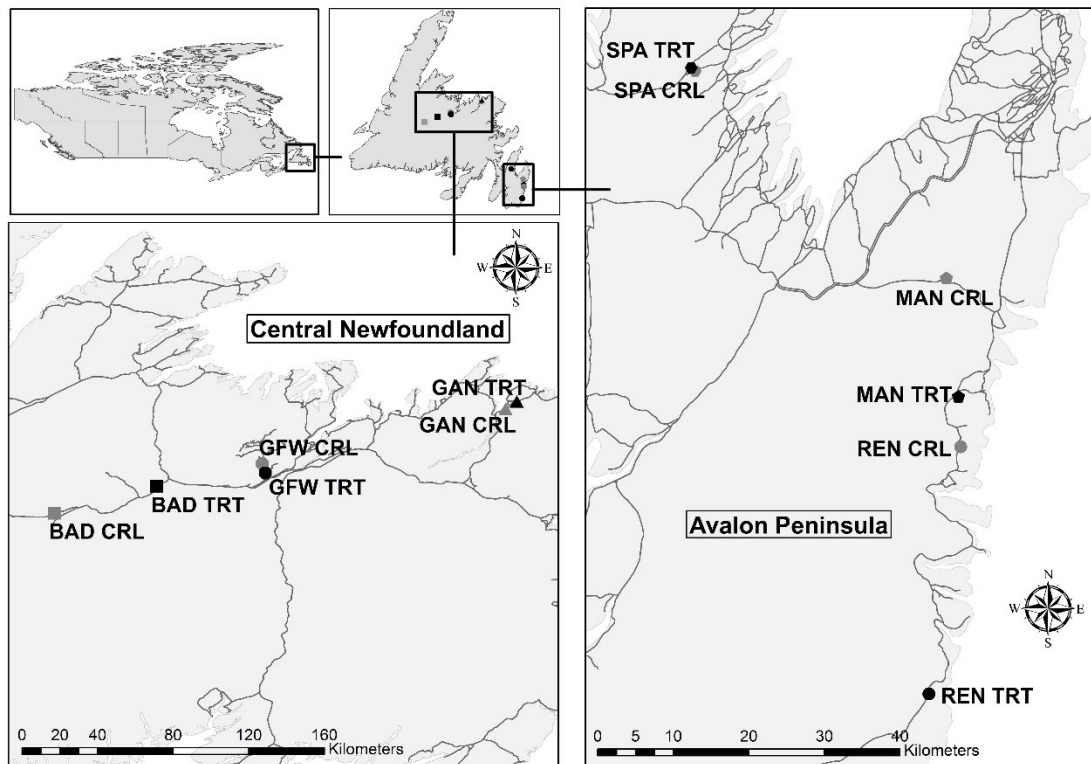 N
W E
S
Central Newfoundland
GAN TRT
GAN CRL
GFW CRL
GFW TRT
BAD TRT
BAD CRL
0 20 40 80 120 160
Kilometers
SPA TRT
SPA CRL
MAN CRL
MAN TRT
REN CRL
Avalon Peninsula
N
W E
S
REN TRT
0 5 10 20 30 40
Kilometers